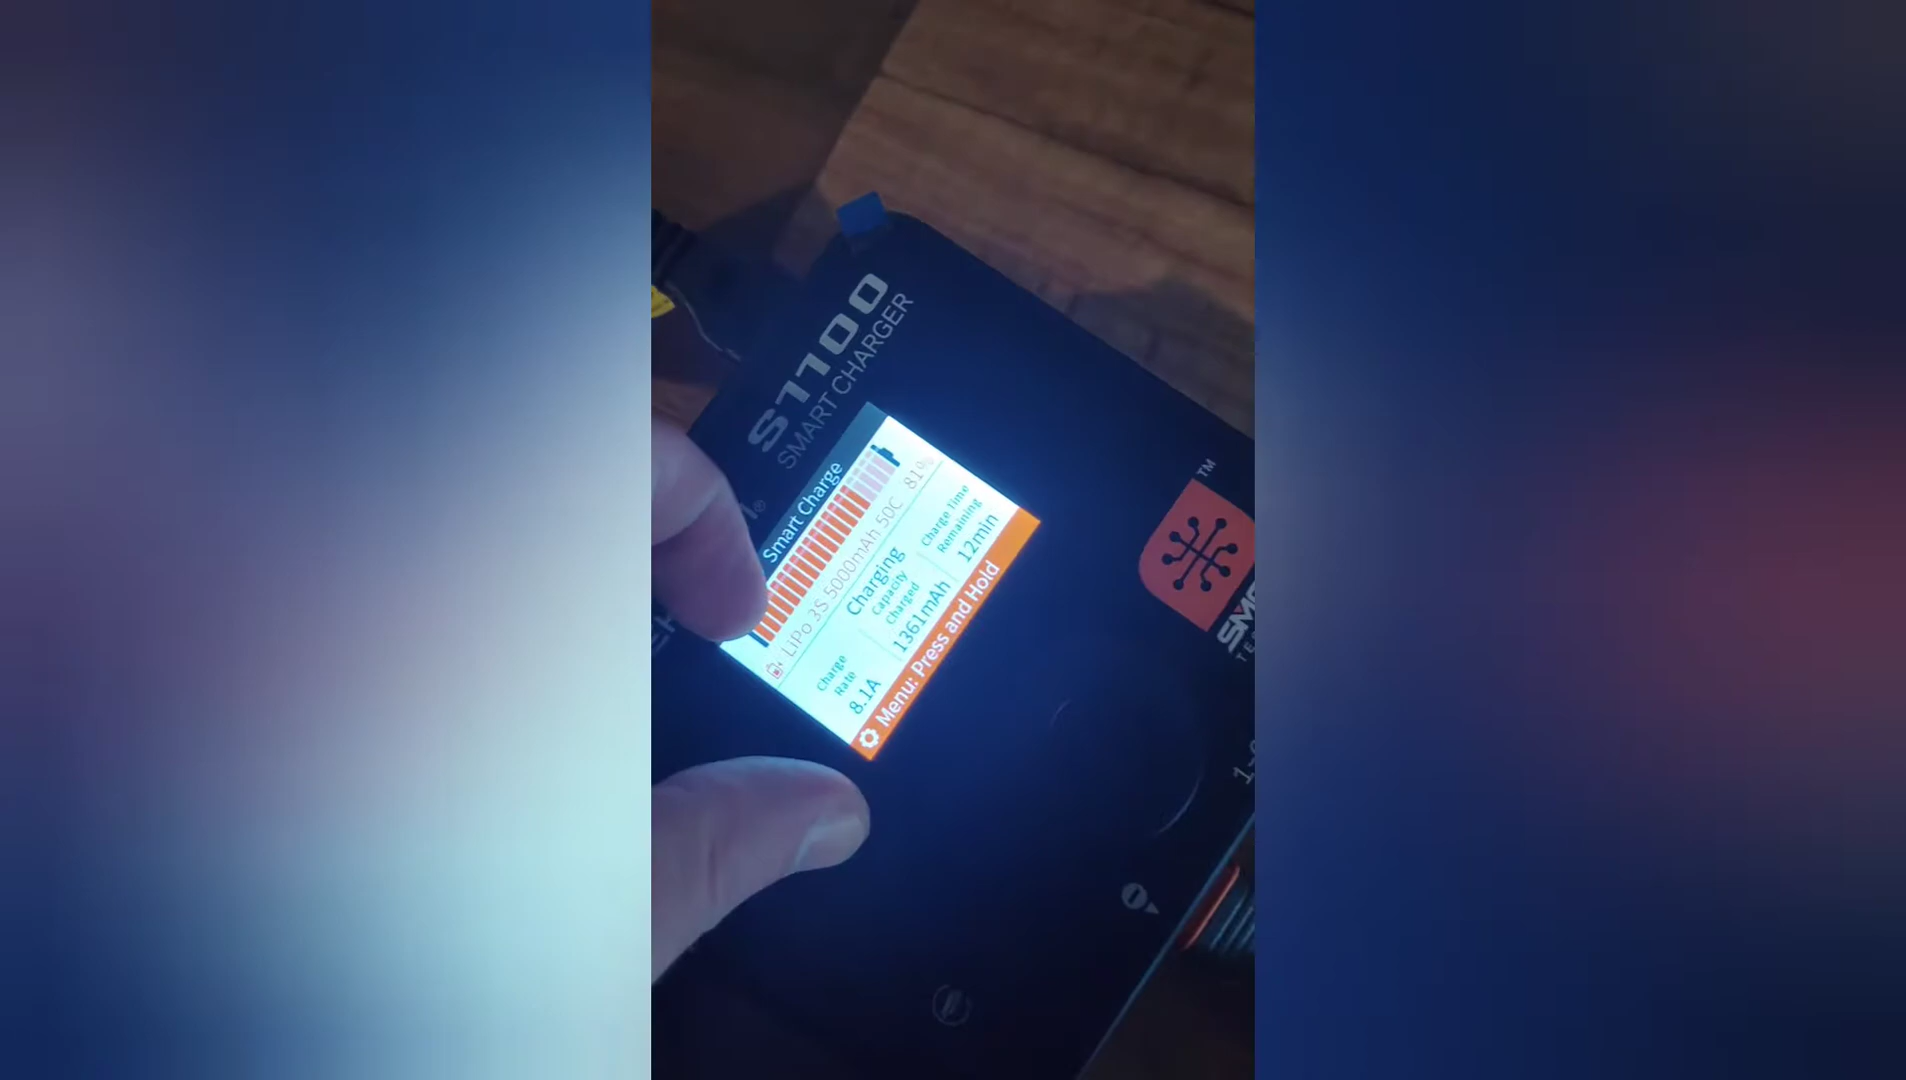 S1100
SMART CHARGER
Smart Charge
LiPo 3S 5000mAh 50C 81%
Charging
Charge
Rate
8.1A
Capacity
Charged
1361mAh
Charge Time
Remaining
12min
Menu: Press and Hold
TM